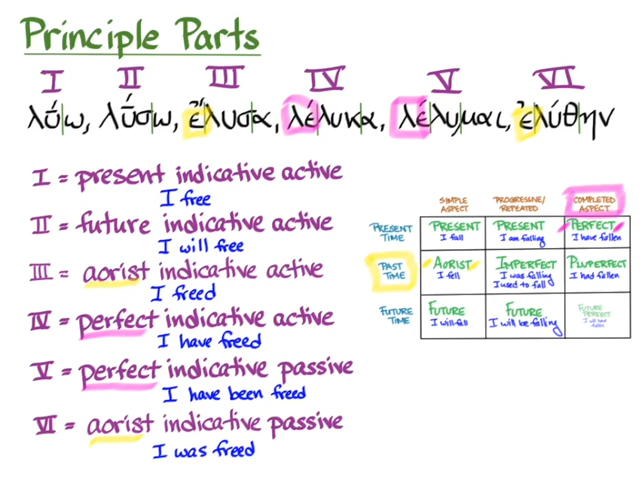 Principle Parts
I II III IV V VI
λύω, λύσω, ἔλυσα, λέλυκα, λέλυμαι, ἐλύθην
I = present indicative active
I free
II = future indicative active
I will free
III = aorist indicative active
I freed
IV = perfect indicative active
I have freed
V = perfect indicative passive
I have been freed
VI = aorist indicative passive
I was freed
SIMPLE ASPECT PROGRESSIVE/REPEATED COMPLETED ASPECT
PRESENT TIME
PRESENT PRESENT PERFECT
I fall I am falling I have fallen
PAST TIME
AORIST IMPERFECT PLUPERFECT
I fell I was falling I had fallen
I used to fall
FUTURE TIME
FUTURE FUTURE FUTURE PERFECT
I will fall I will be falling I will have fallen